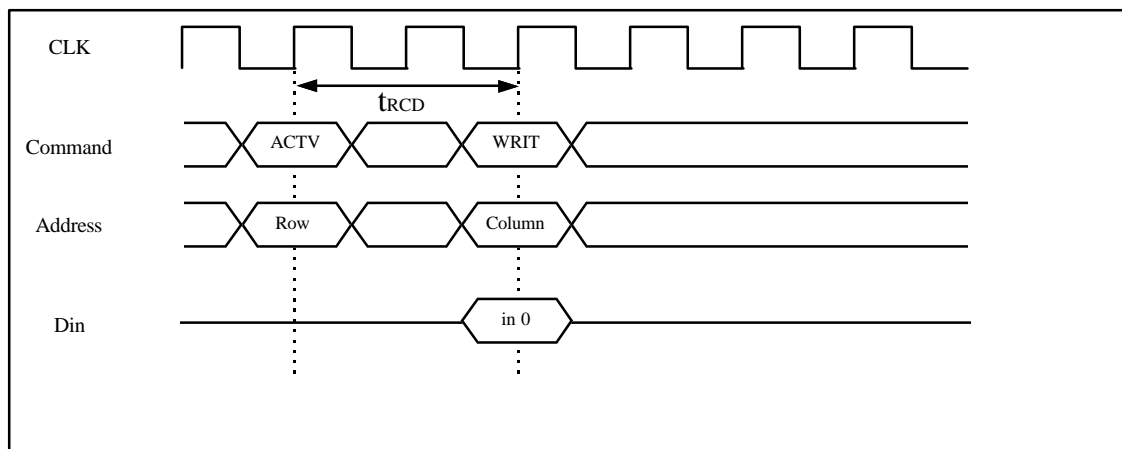 CLK
tRCD
Command ACTV WRIT
Address Row Column
Din in 0